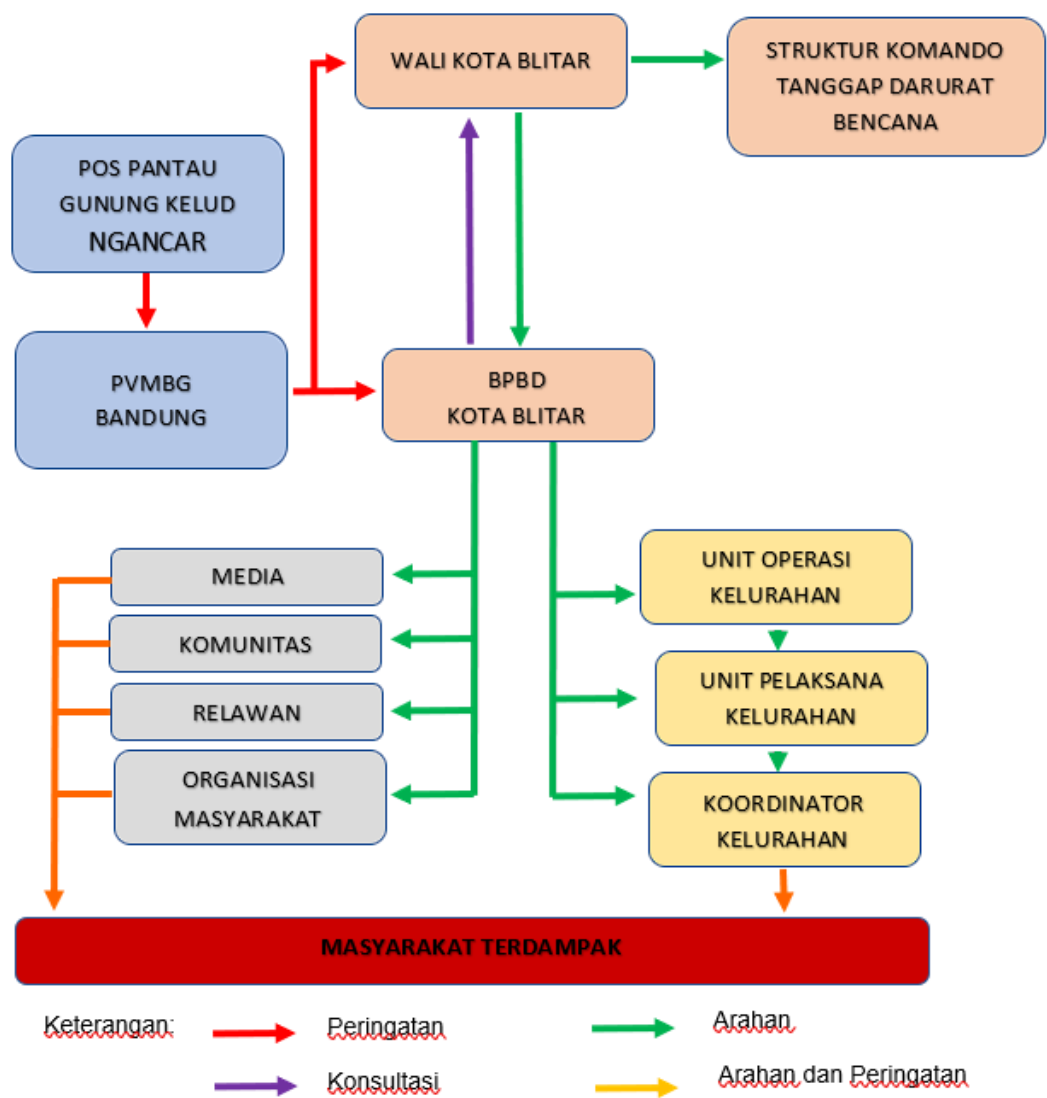 WALI KOTA BLITAR
STRUKTUR KOMANDO
TANGGAP DARURAT
BENCANA
POS PANTAU
GUNUNG KELUD
NGANCAR
PVMBG
BANDUNG
BPBD
KOTA BLITAR
MEDIA
KOMUNITAS
RELAWAN
ORGANISASI
MASYARAKAT
UNIT OPERASI
KELURAHAN
UNIT PELAKSANA
KELURAHAN
KOORDINATOR
KELURAHAN
MASYARAKAT TERDAMPAK
Keterangan:
Peringatan
Arahan
Konsultasi
Arahan dan Peringatan